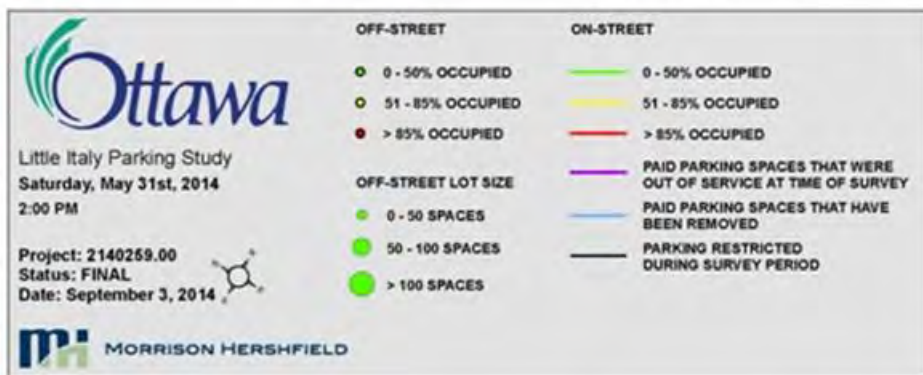 Ottawa
Little Italy Parking Study
Saturday, May 31st, 2014
2:00 PM
Project: 2140259.00
Status: FINAL
Date: September 3, 2014
MORRISON HERSHFIELD
OFF-STREET
0 - 50% OCCUPIED
51 - 85% OCCUPIED
> 85% OCCUPIED
OFF-STREET LOT SIZE
0 - 50 SPACES
50 - 100 SPACES
> 100 SPACES
ON-STREET
0 - 50% OCCUPIED
51 - 85% OCCUPIED
> 85% OCCUPIED
PAID PARKING SPACES THAT WERE
OUT OF SERVICE AT TIME OF SURVEY
PAID PARKING SPACES THAT HAVE
BEEN REMOVED
PARKING RESTRICTED
DURING SURVEY PERIOD